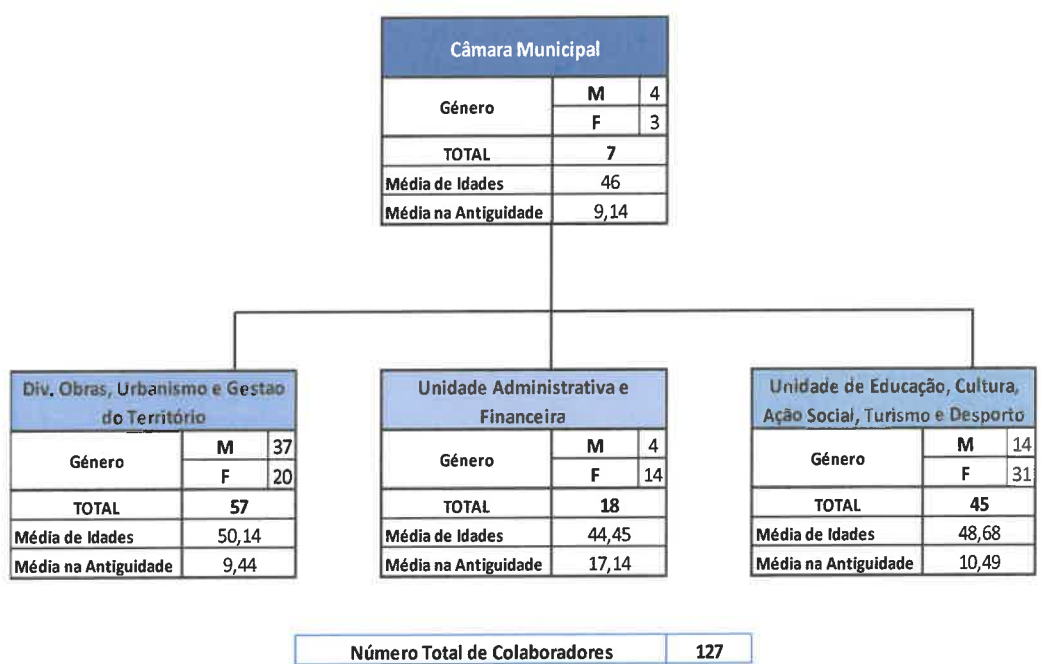 Câmara Municipal
Género M 4
F 3
TOTAL 7
Média de Idades 46
Média na Antiguidade 9,14
Div. Obras, Urbanismo e Gestao
do Território
Género M 37
F 20
TOTAL 57
Média de Idades 50,14
Média na Antiguidade 9,44
Unidade Administrativa e
Financeira
Género M 4
F 14
TOTAL 18
Média de Idades 44,45
Média na Antiguidade 17,14
Unidade de Educação, Cultura,
Ação Social, Turismo e Desporto
Género M 14
F 31
TOTAL 45
Média de Idades 48,68
Média na Antiguidade 10,49
Número Total de Colaboradores 127